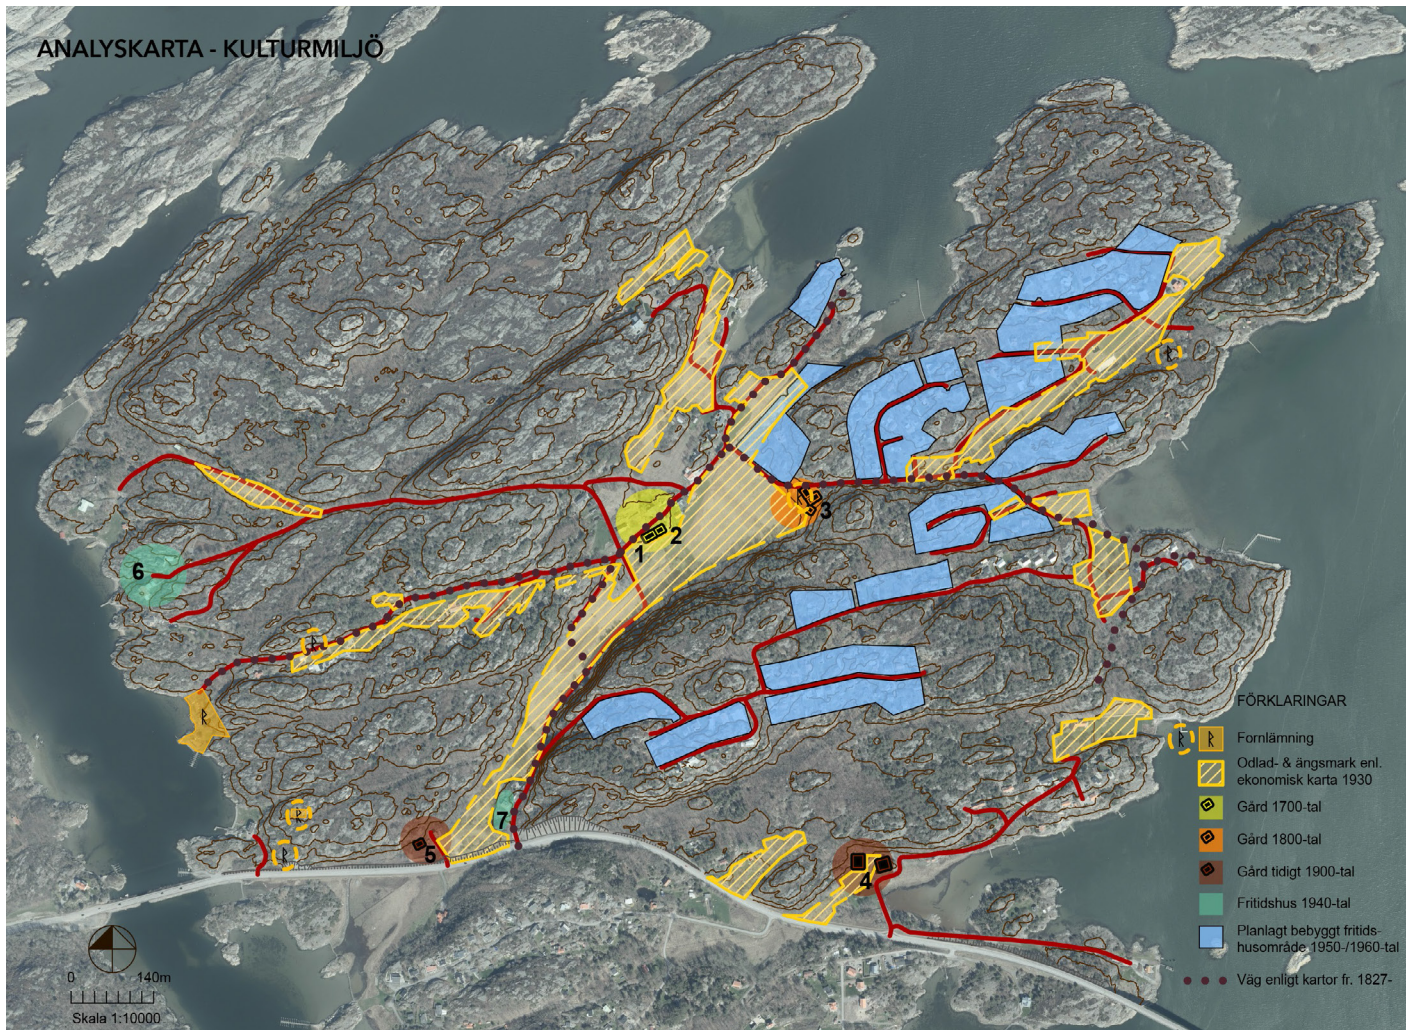 ANALYSKARTA - KULTURMILJÖ
1
2
3
6
7
5
4
FÖRKLARINGAR
ᚱ ᚱ Fornlämning
Odlad- & ängsmark enl.
ekonomisk karta 1930
Gård 1700-tal
Gård 1800-tal
Gård tidigt 1900-tal
Fritidshus 1940-tal
Planlagt bebyggt fritids-
husområde 1950-/1960-tal
Väg enligt kartor fr. 1827-
0 140m
Skala 1:10000